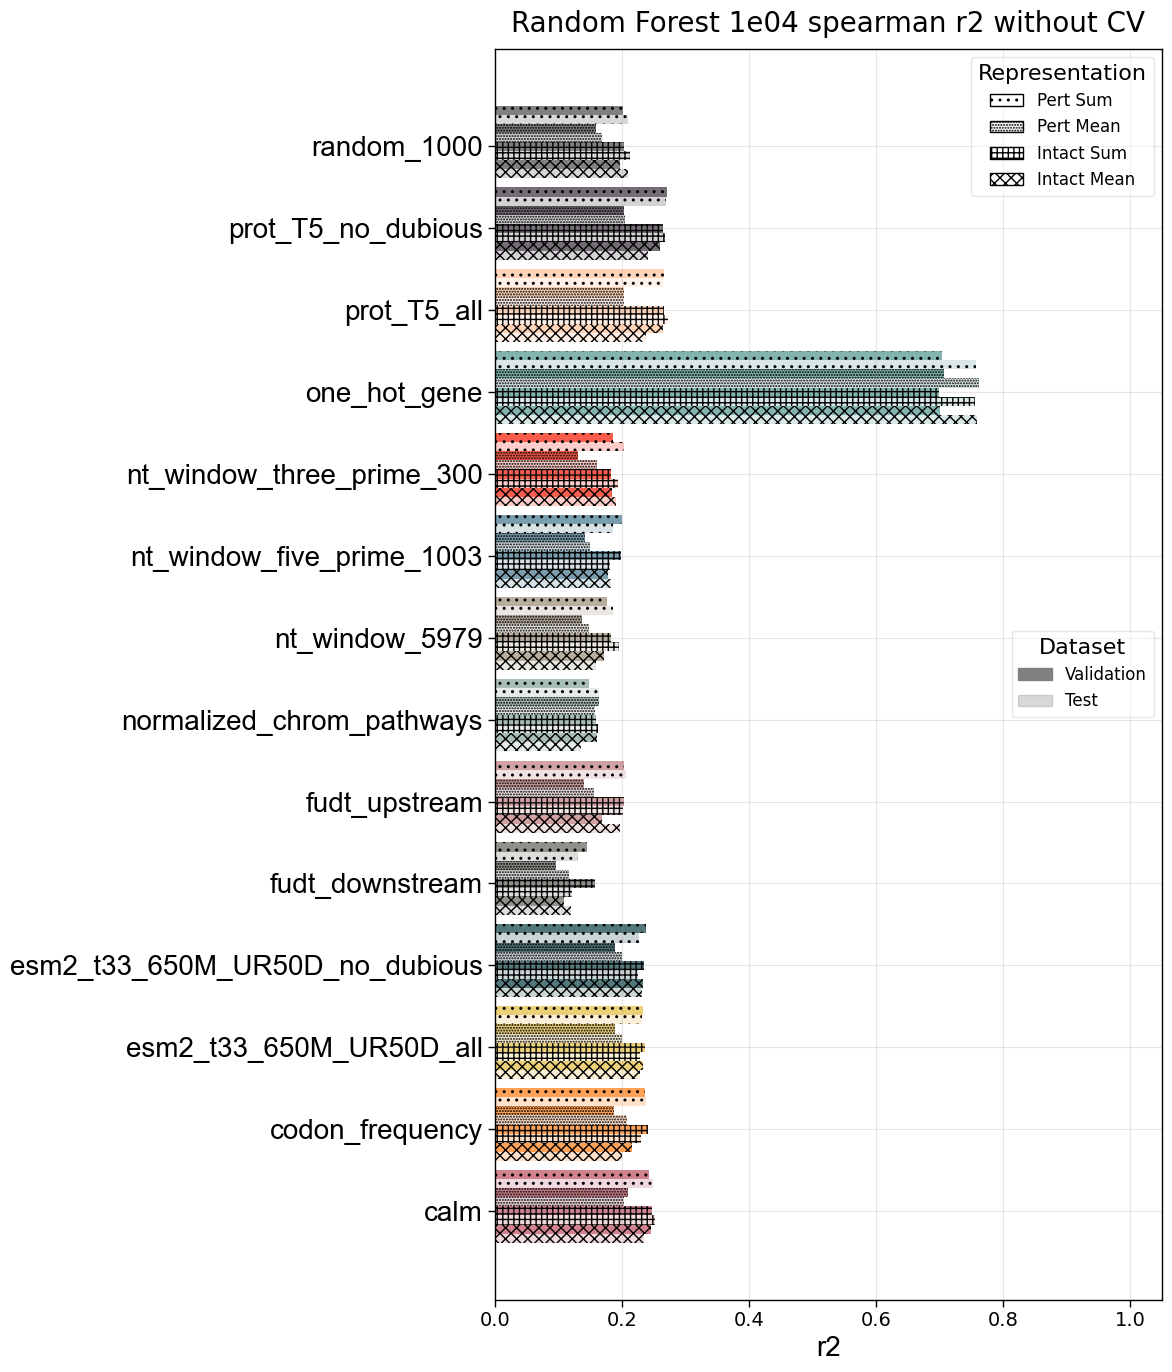 Random Forest 1e04 spearman r2 without CV
Representation
Pert Sum
Pert Mean
Intact Sum
Intact Mean
random_1000
prot_T5_no_dubious
prot_T5_all
one_hot_gene
nt_window_three_prime_300
nt_window_five_prime_1003
nt_window_5979
Dataset
Validation
Test
normalized_chrom_pathways
fudt_upstream
fudt_downstream
esm2_t33_650M_UR50D_no_dubious
esm2_t33_650M_UR50D_all
codon_frequency
calm
0.0 0.2 0.4 0.6 0.8 1.0
r2